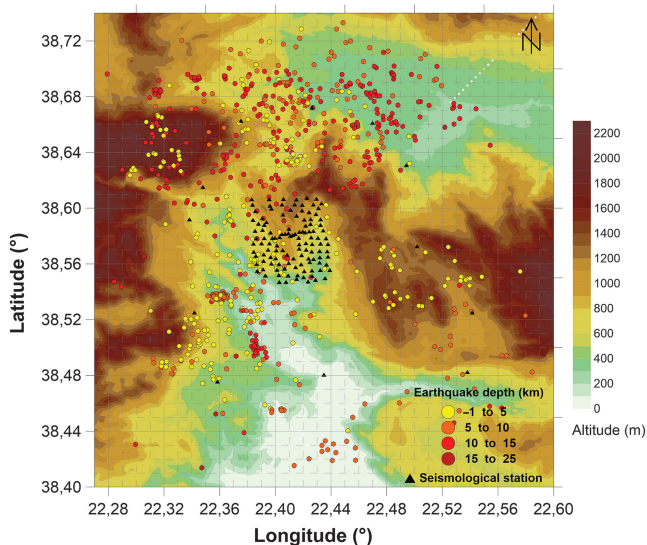 38,72
38,68
38,64
38,60
38,56
38,52
38,48
38,44
38,40
Latitude (°)
22,28 22,32 22,36 22,40 22,44 22,48 22,52 22,56 22,60
Longitude (°)
N
Earthquake depth (km)
–1 to 5
5 to 10
10 to 15
15 to 25
Seismological station
2200
2000
1800
1600
1400
1200
1000
800
600
400
200
0
Altitude (m)